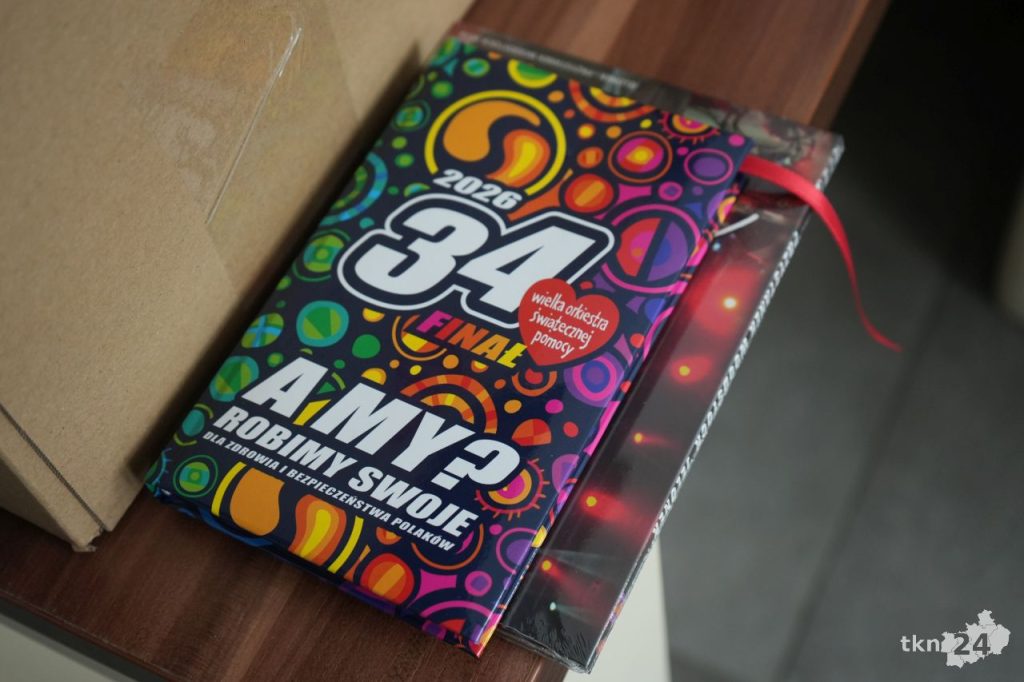 2026
34
FINAŁ
wielka orkiestra
świątecznej
pomocy
A MY?
ROBIMY SWOJE
DLA ZDROWIA I BEZPIECZEŃSTWA POLAKÓW
tkn24